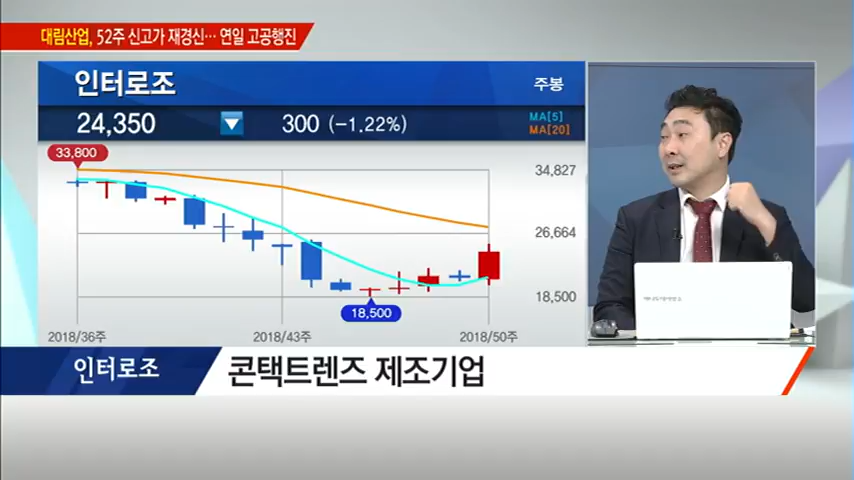 대림산업, 52주 신고가 재경신… 연일 고공행진
인터로조
주봉
24,350 ▼ 300 (-1.22%)
MA[5]
MA[20]
33,800
34,827
26,664
18,500
18,500
2018/36주
2018/43주
2018/50주
인터로조
콘택트렌즈 제조기업